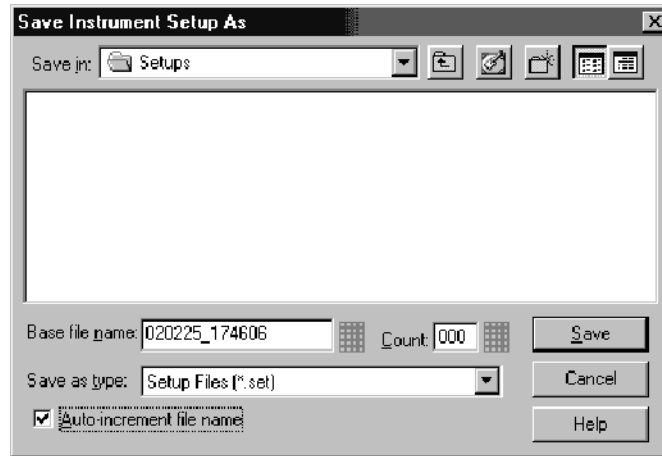 Save Instrument Setup As
Save in: Setups
Base file name: 020225_174606 Count: 000 Save
Save as type: Setup Files (*.set) Cancel
Auto-increment file name Help